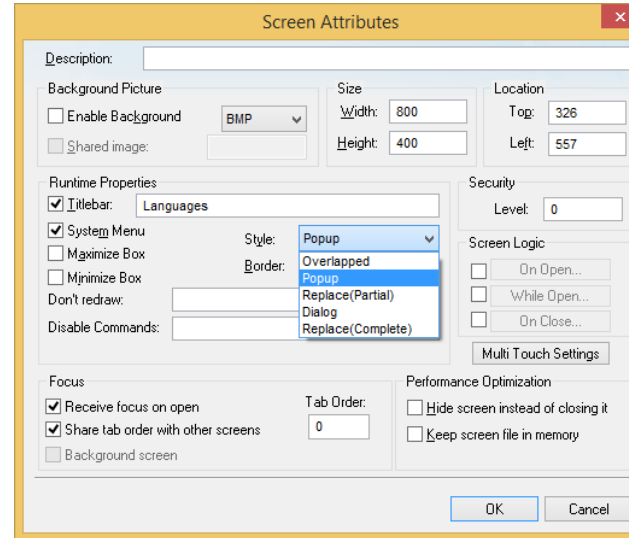 Screen Attributes
Description:
Background Picture
Enable Background
BMP
Shared image:
Size
Width: 800
Height: 400
Location
Top: 326
Left: 557
Runtime Properties
Titlebar: Languages
System Menu
Maximize Box
Minimize Box
Don't redraw:
Disable Commands:
Style: Popup
Border:
Overlapped
Popup
Replace(Partial)
Dialog
Replace(Complete)
Security
Level: 0
Screen Logic
On Open...
While Open...
On Close...
Multi Touch Settings
Focus
Receive focus on open
Share tab order with other screens
Background screen
Tab Order:
0
Performance Optimization
Hide screen instead of closing it
Keep screen file in memory
OK
Cancel